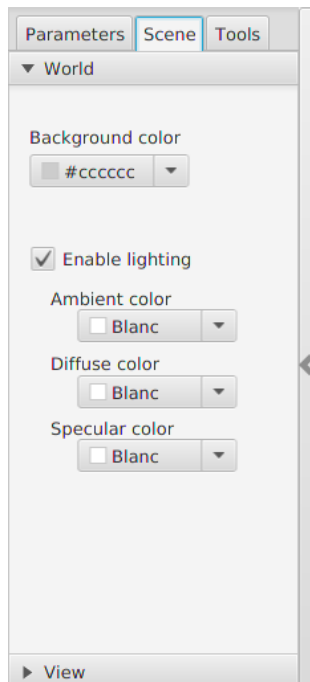 Parameters Scene Tools
World
Background color
#cccccc
Enable lighting
Ambient color
Blanc
Diffuse color
Blanc
Specular color
Blanc
View